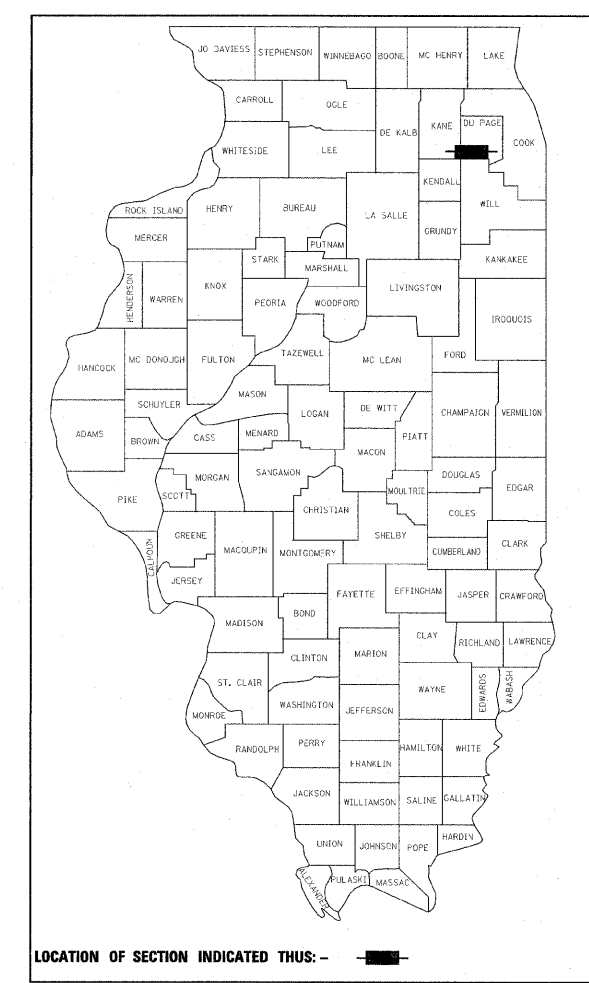 JO DAVIESS STEPHENSON WINNEBAGO BOONE MC HENRY LAKE
CARROLL OGLE DE KALB KANE DU PAGE COOK
WHITESIDE LEE
KENDALL
WILL
ROCK ISLAND HENRY BUREAU LA SALLE GRUNDY
MERCER PUTNAM
STARK MARSHALL KANKAKEE
HENDERSON WARREN KNOX PEORIA WOODFORD LIVINGSTON
IROQUOIS
HANCOCK MC DONOUGH FULTON TAZEWELL MC LEAN FORD
MASON
SCHUYLER LOGAN DE WITT CHAMPAIGN VERMILION
ADAMS BROWN CASS MENARD PIATT
MACON
MORGAN SANGAMON DOUGLAS
PIKE SCOTT MOULTRIE EDGAR
CHRISTIAN COLES
GREENE MACOUPIN MONTGOMERY SHELBY CLARK
CALHOUN CUMBERLAND
JERSEY
FAYETTE EFFINGHAM JASPER CRAWFORD
MADISON BOND
CLAY
CLINTON MARION RICHLAND LAWRENCE
ST. CLAIR WAYNE EDWARDS WABASH
WASHINGTON JEFFERSON
MONROE
RANDOLPH PERRY HAMILTON WHITE
FRANKLIN
JACKSON WILLIAMSON SALINE GALLATIN
UNION JOHNSON POPE HARDIN
ALEXANDER PULASKI MASSAC
LOCATION OF SECTION INDICATED THUS: -